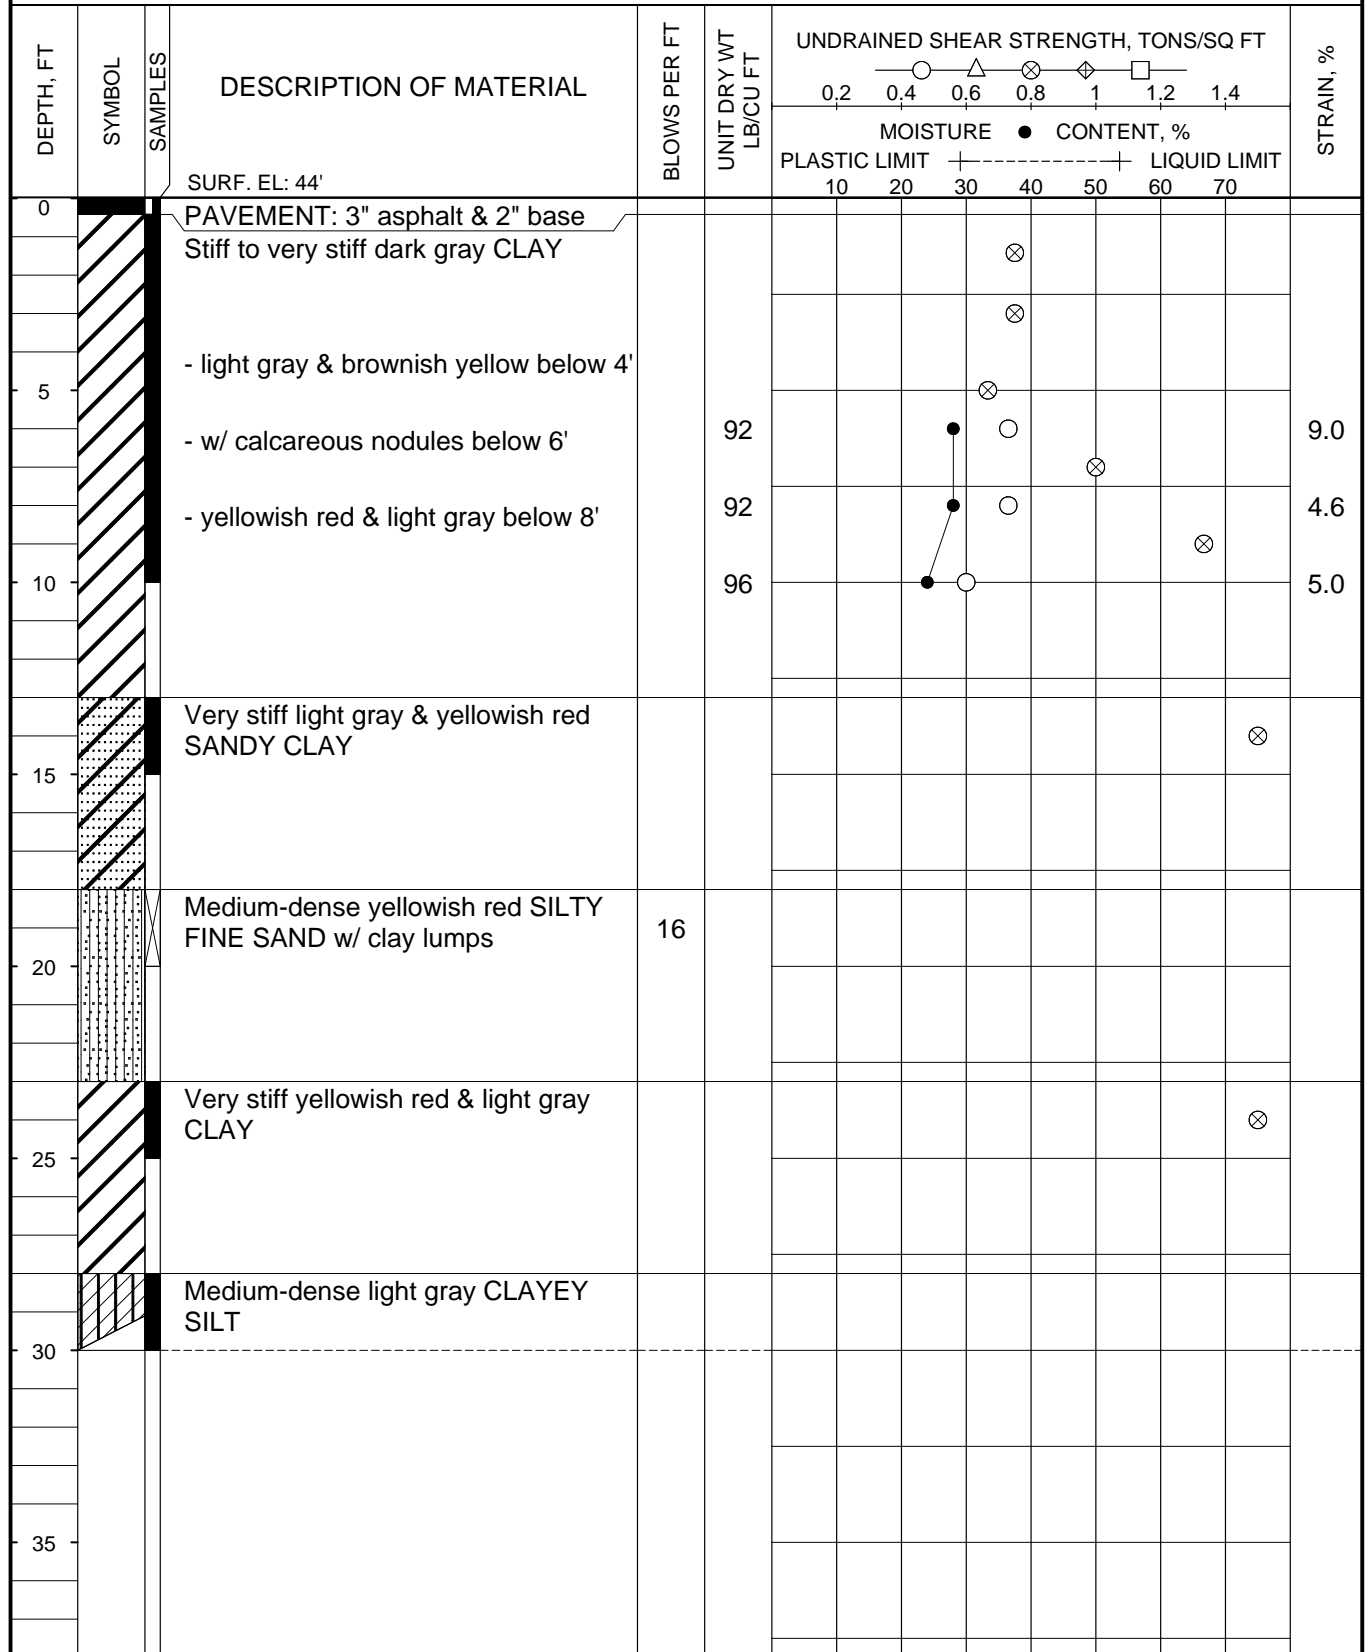 DEPTH, FT
SYMBOL
SAMPLES
DESCRIPTION OF MATERIAL
SURF. EL: 44'
BLOWS PER FT
UNIT DRY WT
LB/CU FT
UNDRAINED SHEAR STRENGTH, TONS/SQ FT
0.2 0.4 0.6 0.8 1 1.2 1.4
MOISTURE CONTENT, %
PLASTIC LIMIT LIQUID LIMIT
10 20 30 40 50 60 70
STRAIN, %
0
PAVEMENT: 3" asphalt & 2" base
Stiff to very stiff dark gray CLAY
- light gray & brownish yellow below 4'
5
- w/ calcareous nodules below 6'
92
9.0
- yellowish red & light gray below 8'
92
4.6
10
96
5.0
Very stiff light gray & yellowish red
SANDY CLAY
15
Medium-dense yellowish red SILTY
FINE SAND w/ clay lumps
16
20
Very stiff yellowish red & light gray
CLAY
25
Medium-dense light gray CLAYEY
SILT
30
35